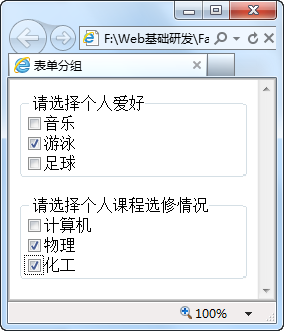 F:\Web基础研发\Fa
表单分组
请选择个人爱好
音乐
游泳
足球
请选择个人课程选修情况
计算机
物理
化工
100%